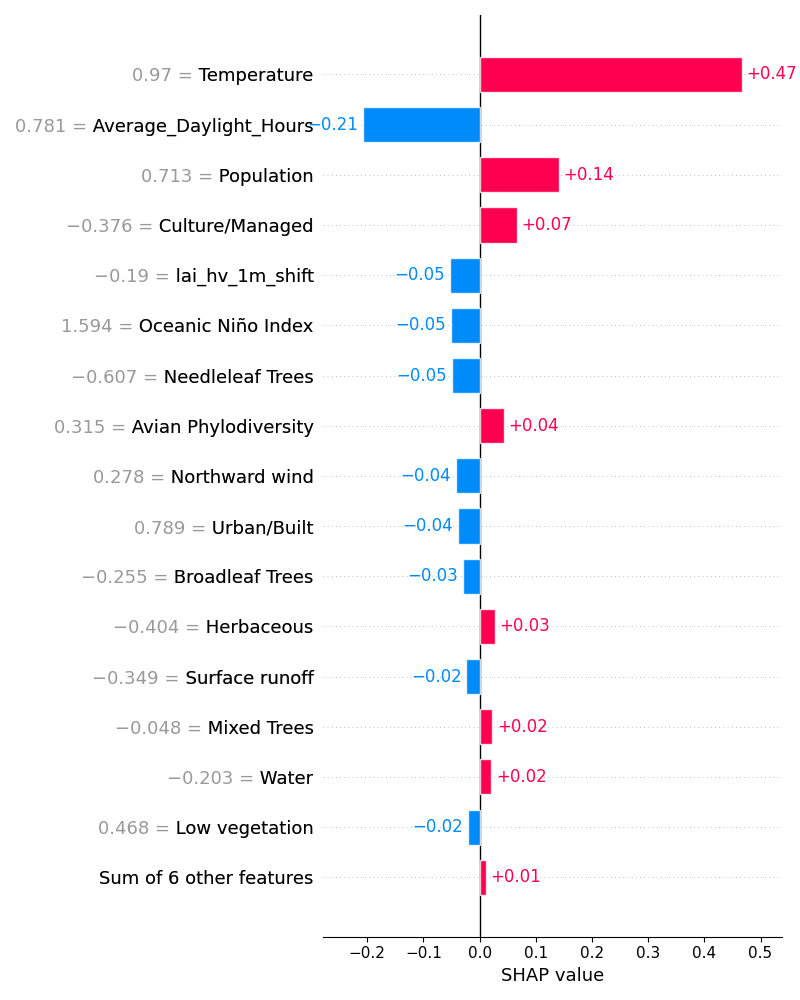 0.97 = Temperature +0.47
0.781 = Average_Daylight_Hours −0.21
0.713 = Population +0.14
−0.376 = Culture/Managed +0.07
−0.19 = lai_hv_1m_shift −0.05
1.594 = Oceanic Niño Index −0.05
−0.607 = Needleleaf Trees −0.05
0.315 = Avian Phylodiversity +0.04
0.278 = Northward wind −0.04
0.789 = Urban/Built −0.04
−0.255 = Broadleaf Trees −0.03
−0.404 = Herbaceous +0.03
−0.349 = Surface runoff −0.02
−0.048 = Mixed Trees +0.02
−0.203 = Water +0.02
0.468 = Low vegetation −0.02
Sum of 6 other features +0.01
−0.2 −0.1 0.0 0.1 0.2 0.3 0.4 0.5
SHAP value